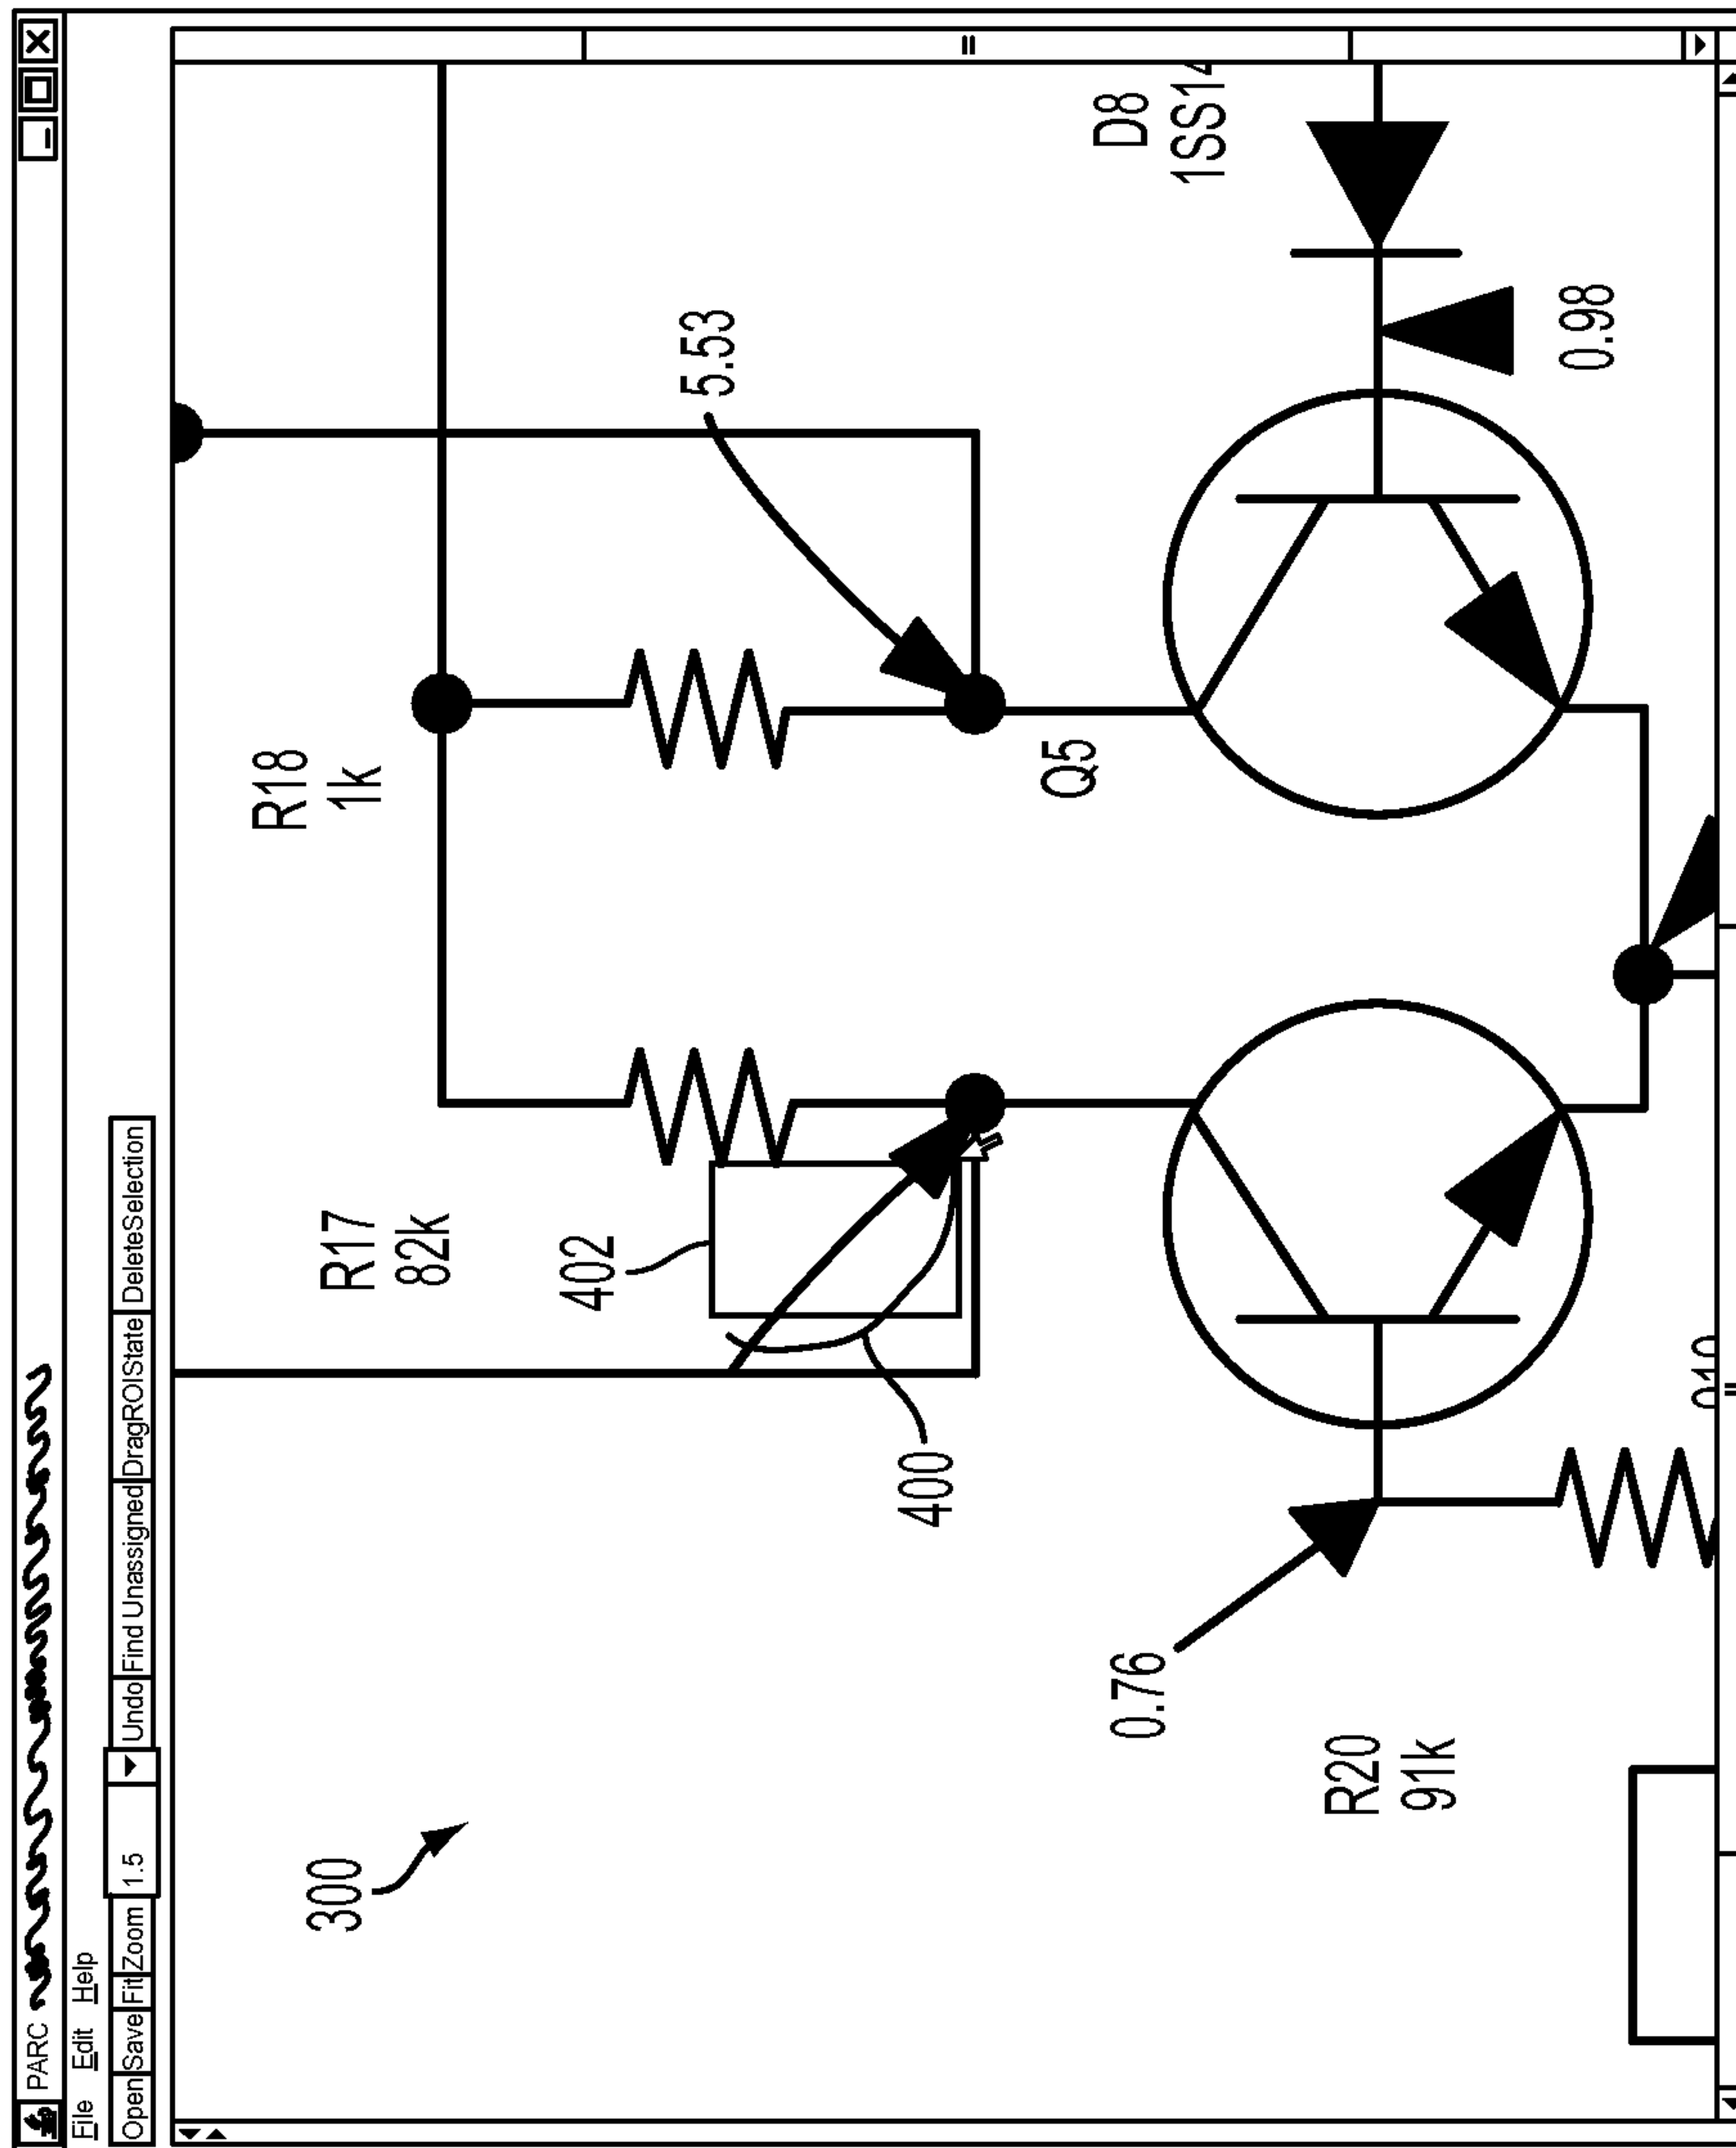 PARC
File Edit Help
Open Save Fit Zoom 1.5 Undo Find Unassigned DragROIState DeleteSelection
300
R17
82k
R18
1k
402
5.53
400
Q5
D8
1SS14
0.76
R20
91k
0.98